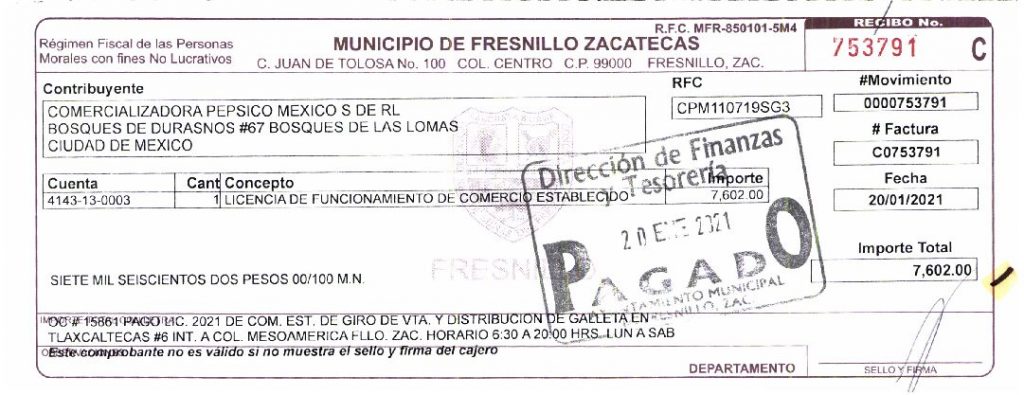 R.F.C. MFR-850101-5M4
RECIBO No.
Régimen Fiscal de las Personas
Morales con fines No Lucrativos
MUNICIPIO DE FRESNILLO ZACATECAS
C. JUAN DE TOLOSA No. 100 COL. CENTRO C.P. 99000 FRESNILLO, ZAC.
753791 C
Contribuyente
RFC
#Movimiento
COMERCIALIZADORA PEPSICO MEXICO S DE RL
BOSQUES DE DURASNOS #67 BOSQUES DE LAS LOMAS
CIUDAD DE MEXICO
CPM110719SG3
0000753791
# Factura
C0753791
Cuenta Cant Concepto Importe
4143-13-0003 1 LICENCIA DE FUNCIONAMIENTO DE COMERCIO ESTABLECIDO 7,602.00
Fecha
20/01/2021
Dirección de Finanzas
y Tesorería
20 ENE 2021
PAGADO
AYUNTAMIENTO MUNICIPAL
FRESNILLO, ZAC.
Importe Total
7,602.00
FRESNILLO
SIETE MIL SEISCIENTOS DOS PESOS 00/100 M.N.
OC # 15861 PAGO LIC. 2021 DE COM. EST. DE GIRO DE VTA. Y DISTRIBUCION DE GALLETA EN
TLAXCALTECAS #6 INT. A COL. MESOAMERICA FLLO. ZAC. HORARIO 6:30 A 20:00 HRS. LUN A SAB
Este comprobante no es válido si no muestra el sello y firma del cajero
DEPARTAMENTO
SELLO Y FIRMA